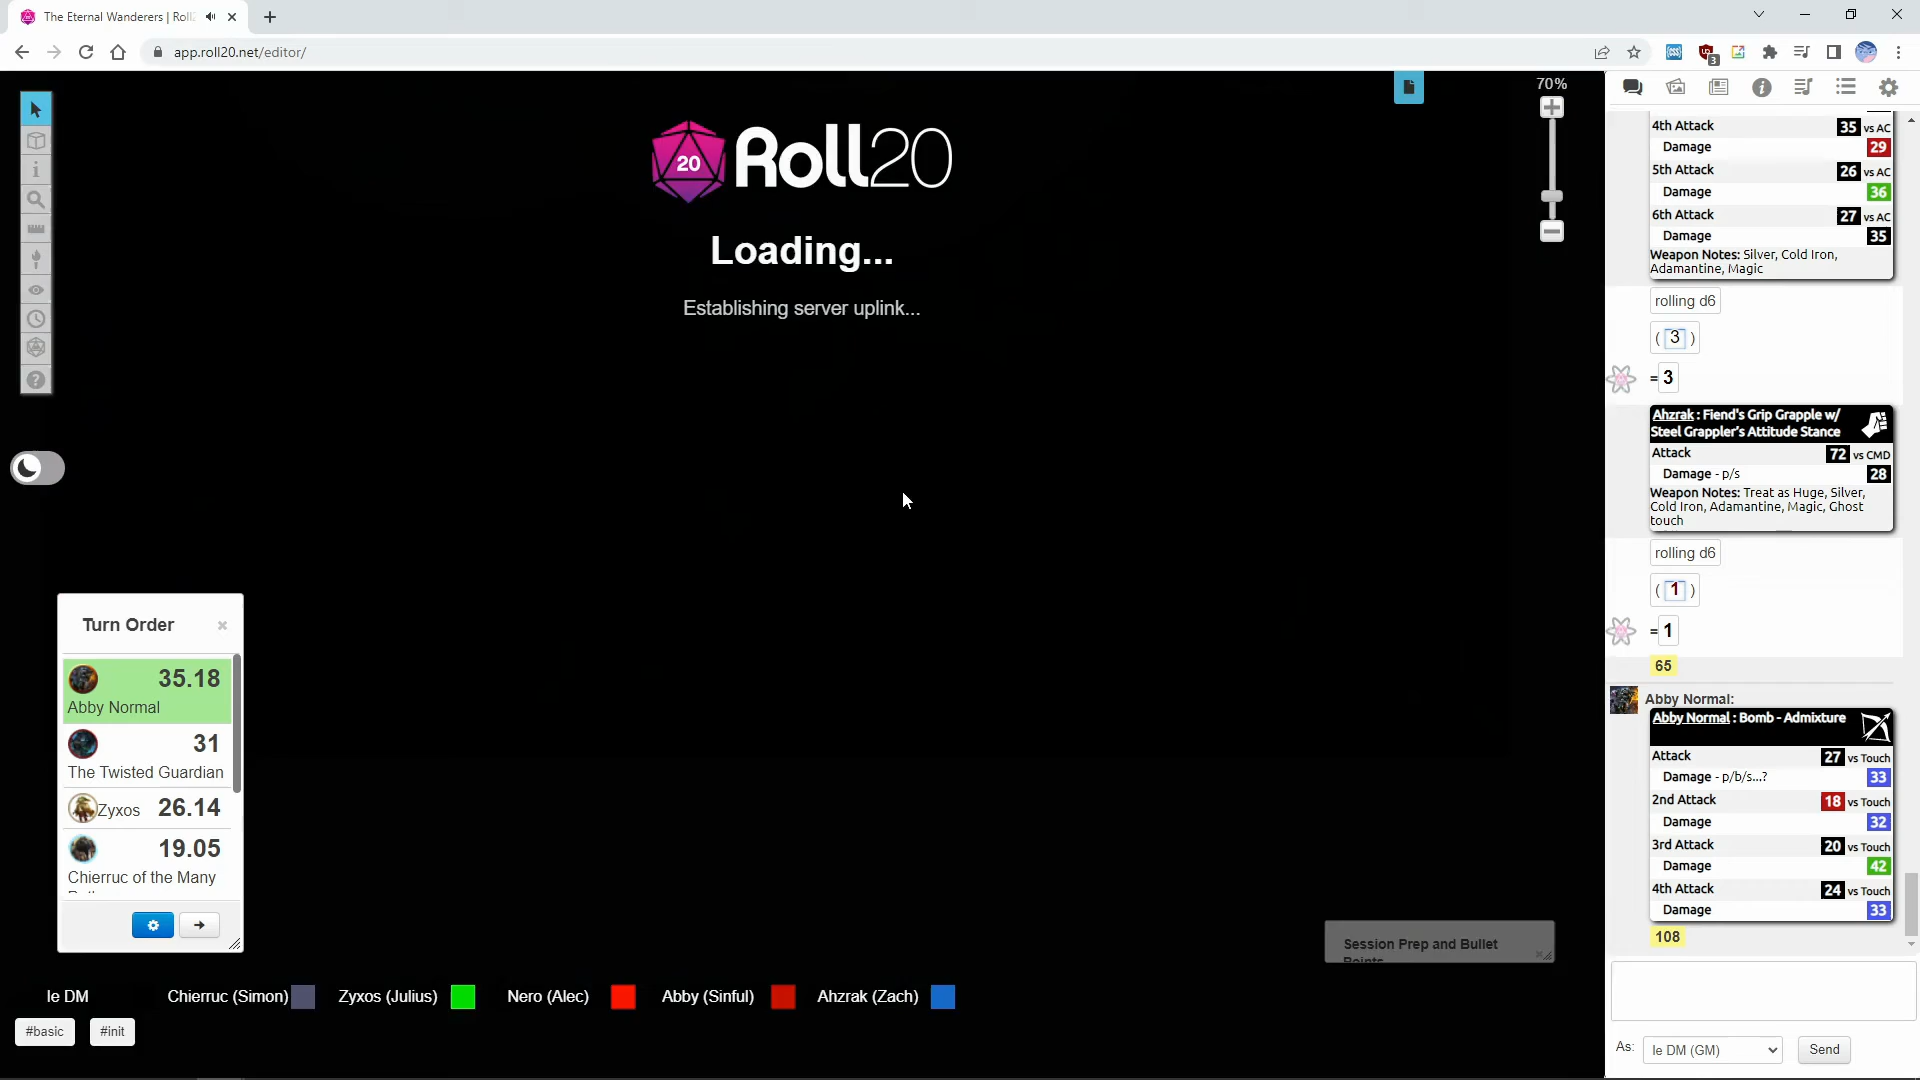 The Eternal Wanderers | Roll2
app.roll20.net/editor/
3
70%
20
Roll20
Loading...
Establishing server uplink...
Turn Order
35.18
Abby Normal
31
The Twisted Guardian
Zyxos 26.14
19.05
Chierruc of the Many
Session Prep and Bullet
Points
le DM
Chierruc (Simon)
Zyxos (Julius)
Nero (Alec)
Abby (Sinful)
Ahzrak (Zach)
#basic
#init
4th Attack 35 vs AC
Damage 29
5th Attack 26 vs AC
Damage 36
6th Attack 27 vs AC
Damage 35
Weapon Notes: Silver, Cold Iron,
Adamantine, Magic
rolling d6
( 3 )
= 3
Ahzrak : Fiend's Grip Grapple w/
Steel Grappler's Attitude Stance
Attack 72 vs CMD
Damage - p/s 28
Weapon Notes: Treat as Huge, Silver,
Cold Iron, Adamantine, Magic, Ghost
touch
rolling d6
( 1 )
= 1
65
Abby Normal:
Abby Normal : Bomb - Admixture
Attack 27 vs Touch
Damage - p/b/s...? 33
2nd Attack 18 vs Touch
Damage 32
3rd Attack 20 vs Touch
Damage 42
4th Attack 24 vs Touch
Damage 33
108
As: le DM (GM) Send